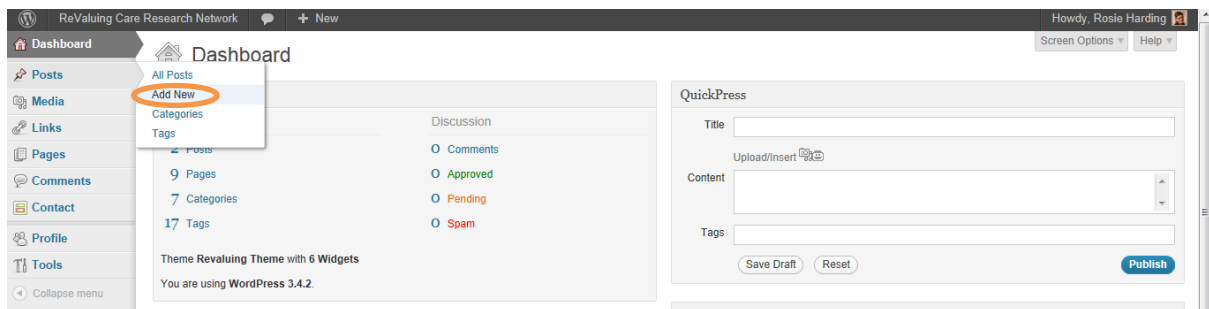 ReValuing Care Research Network + New Howdy, Rosie Harding
Dashboard
Screen Options Help
Dashboard
Posts
Media
Links
Pages
Comments
Contact
Profile
Tools
Collapse menu
All Posts
Add New
Categories
Tags
Discussion
2 Posts 0 Comments
9 Pages 0 Approved
7 Categories 0 Pending
17 Tags 0 Spam
Theme Revaluing Theme with 6 Widgets
You are using WordPress 3.4.2.
QuickPress
Title
Upload/Insert
Content
Tags
Save Draft Reset Publish